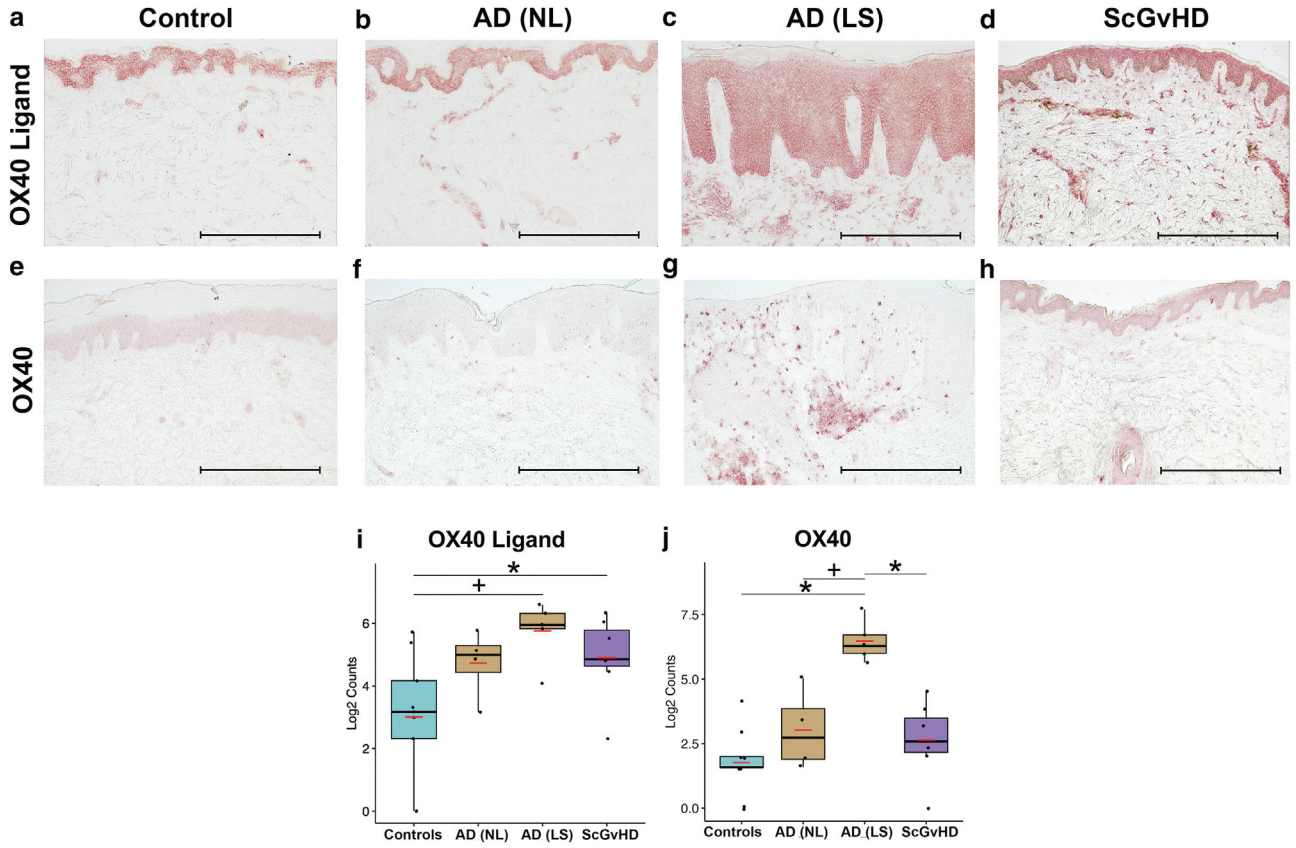 a Control
b AD (NL)
c AD (LS)
d ScGvHD
OX40 Ligand
e
f
g
h
OX40
i OX40 Ligand
*
+
Log2 Counts
6
4
2
0
Controls AD (NL) AD (LS) ScGvHD
j OX40
+
*
*
Log2 Counts
7.5
5.0
2.5
0.0
Controls AD (NL) AD (LS) ScGvHD